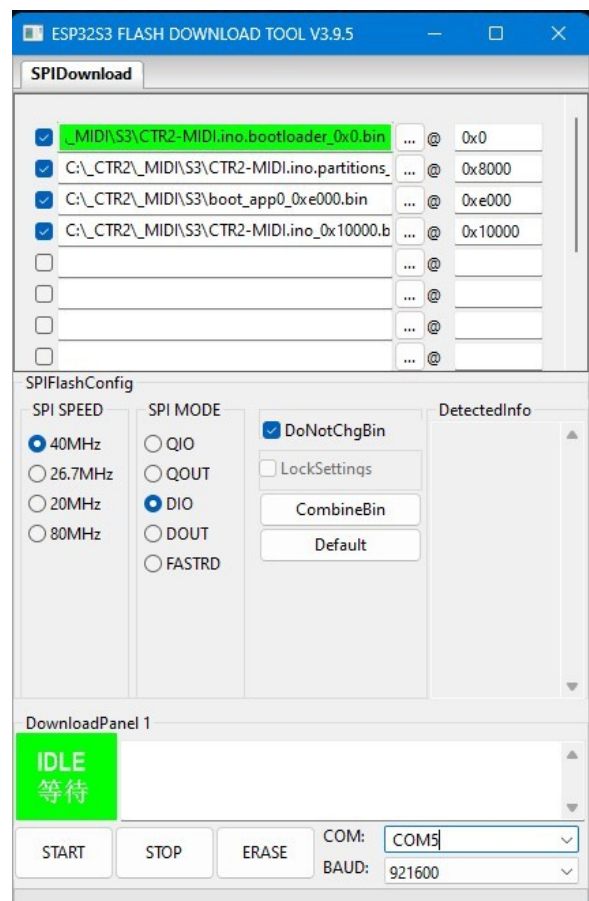 ESP32S3 FLASH DOWNLOAD TOOL V3.9.5
SPIDownload
_MIDI\S3\CTR2-MIDI.ino.bootloader_0x0.bin ... @ 0x0
C:\_CTR2\_MIDI\S3\CTR2-MIDI.ino.partitions_ ... @ 0x8000
C:\_CTR2\_MIDI\S3\boot_app0_0xe000.bin ... @ 0xe000
C:\_CTR2\_MIDI\S3\CTR2-MIDI.ino_0x10000.b ... @ 0x10000
... @
... @
... @
... @
SPIFlashConfig
SPI SPEED
40MHz
26.7MHz
20MHz
80MHz
SPI MODE
QIO
QOUT
DIO
DOUT
FASTRD
DoNotChgBin
LockSettings
CombineBin
Default
DetectedInfo
DownloadPanel 1
IDLE
等待
START STOP ERASE
COM: COM5
BAUD: 921600